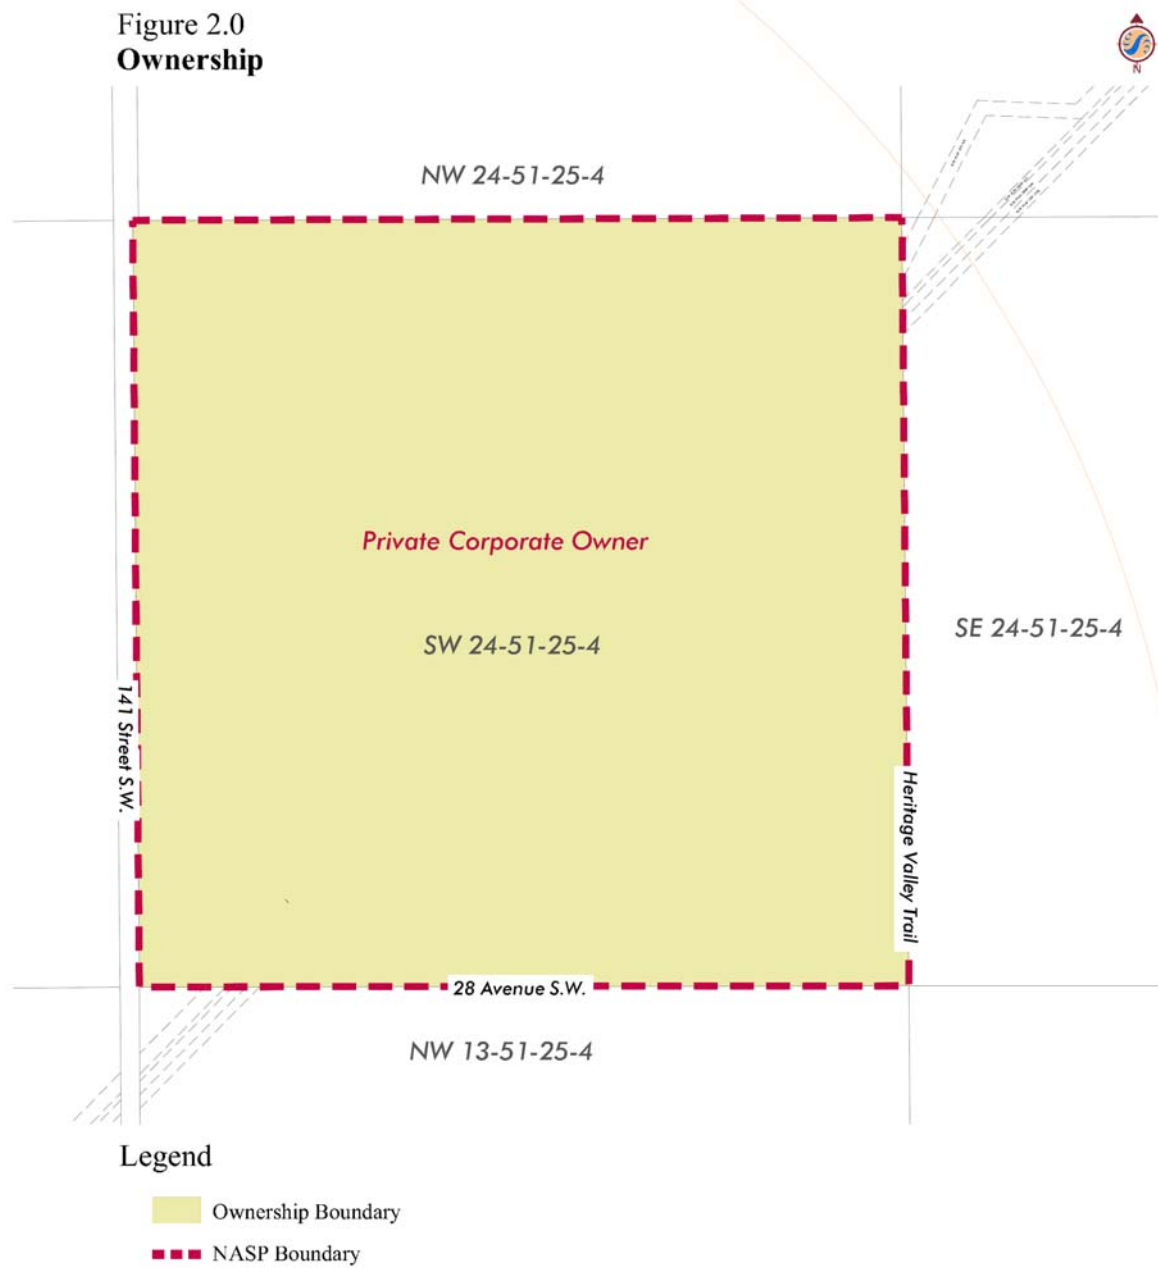 Figure 2.0
Ownership
N
NW 24-51-25-4
Private Corporate Owner
SW 24-51-25-4
SE 24-51-25-4
141 Street S.W.
Heritage Valley Trail
28 Avenue S.W.
NW 13-51-25-4
Legend
Ownership Boundary
NASP Boundary